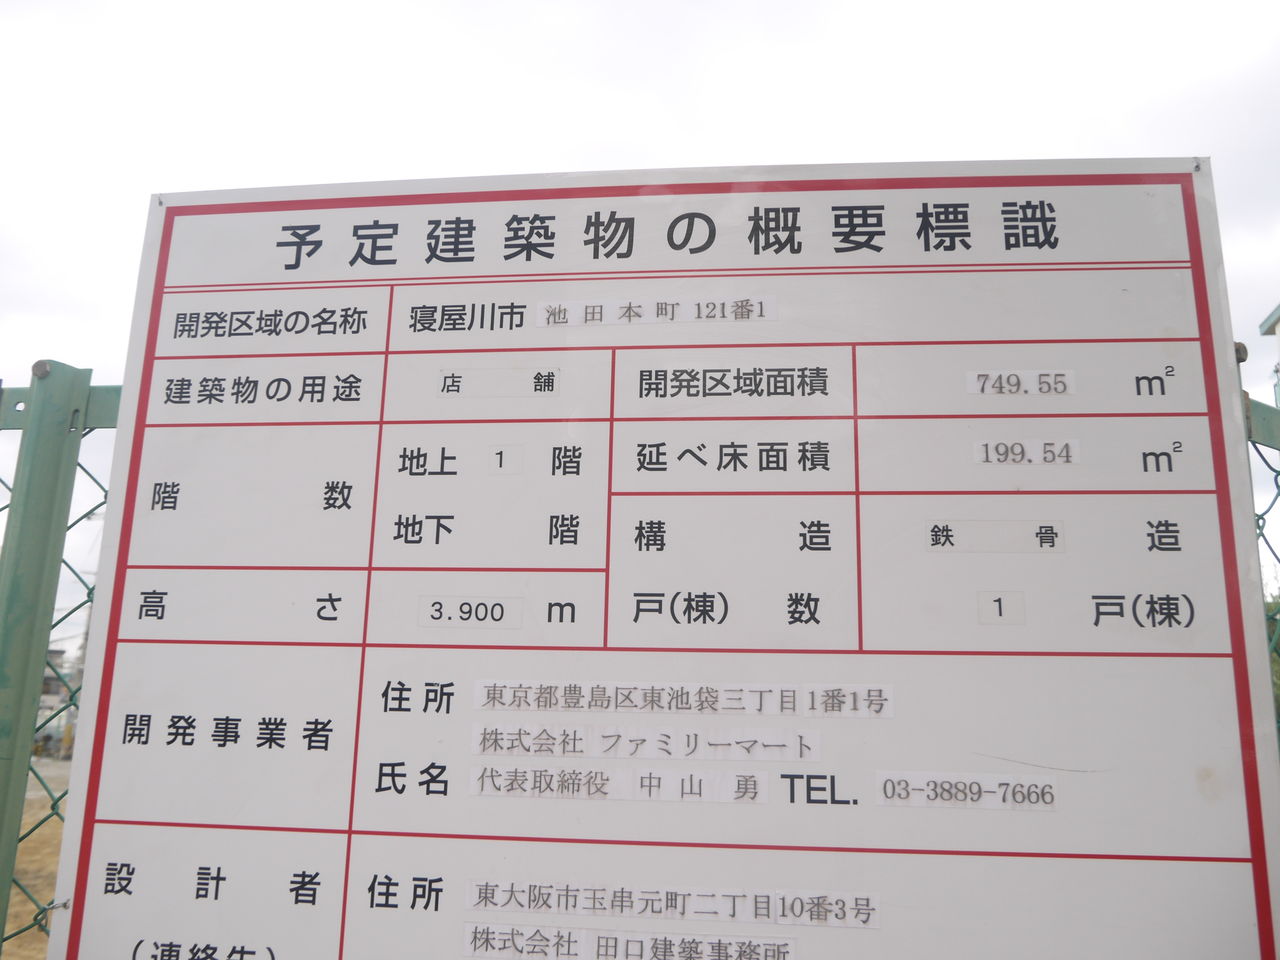 予定建築物の概要標識
開発区域の名称 寝屋川市 池田本町 121番1
建築物の用途 店舗 開発区域面積 749.55 m²
階数 地上 1 階 延べ床面積 199.54 m²
地下 階 構造 鉄骨造
高さ 3.900 m 戸(棟)数 1 戸(棟)
開発事業者 住所 東京都豊島区東池袋三丁目1番1号
株式会社 ファミリーマート
氏名 代表取締役 中山 勇 TEL. 03-3889-7666
設計者 住所 東大阪市玉串元町二丁目10番3号
(連絡先) 株式会社 田口建築事務所